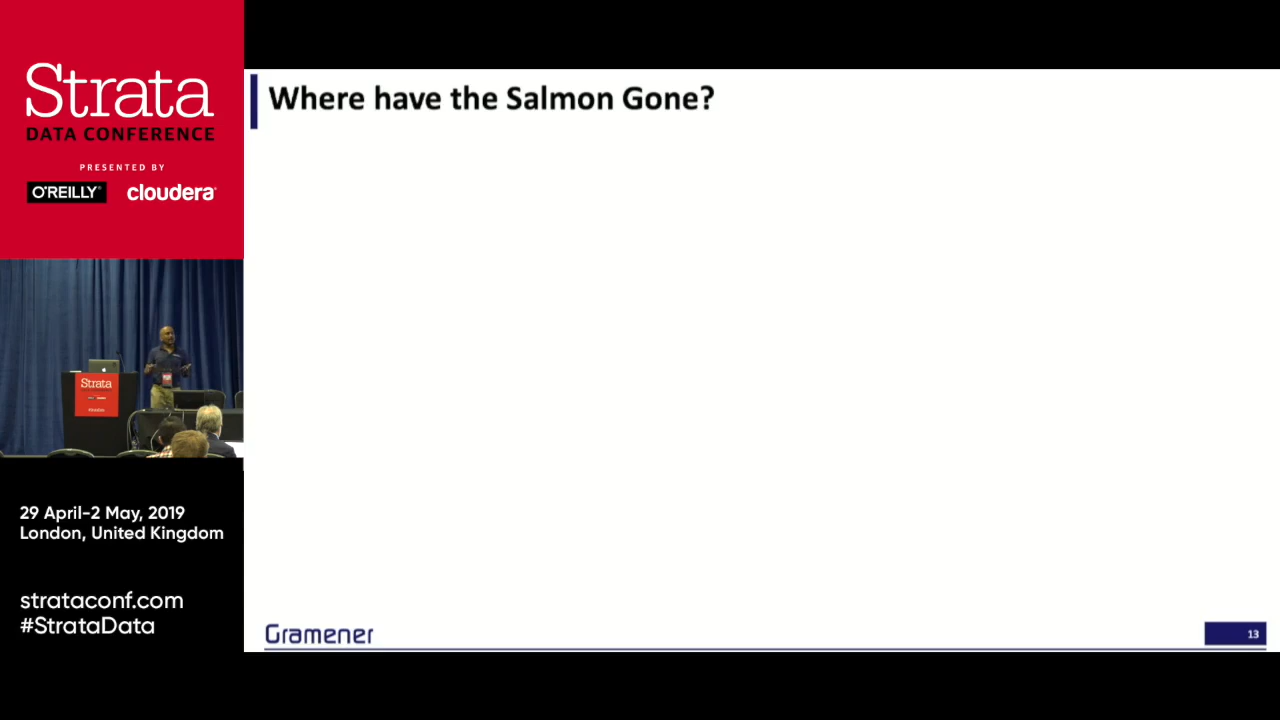 Strata
DATA CONFERENCE
PRESENTED BY
O'REILLY®
cloudera®
Where have the Salmon Gone?
Strata
29 April-2 May, 2019
London, United Kingdom
strataconf.com
#StrataData
Gramener
13